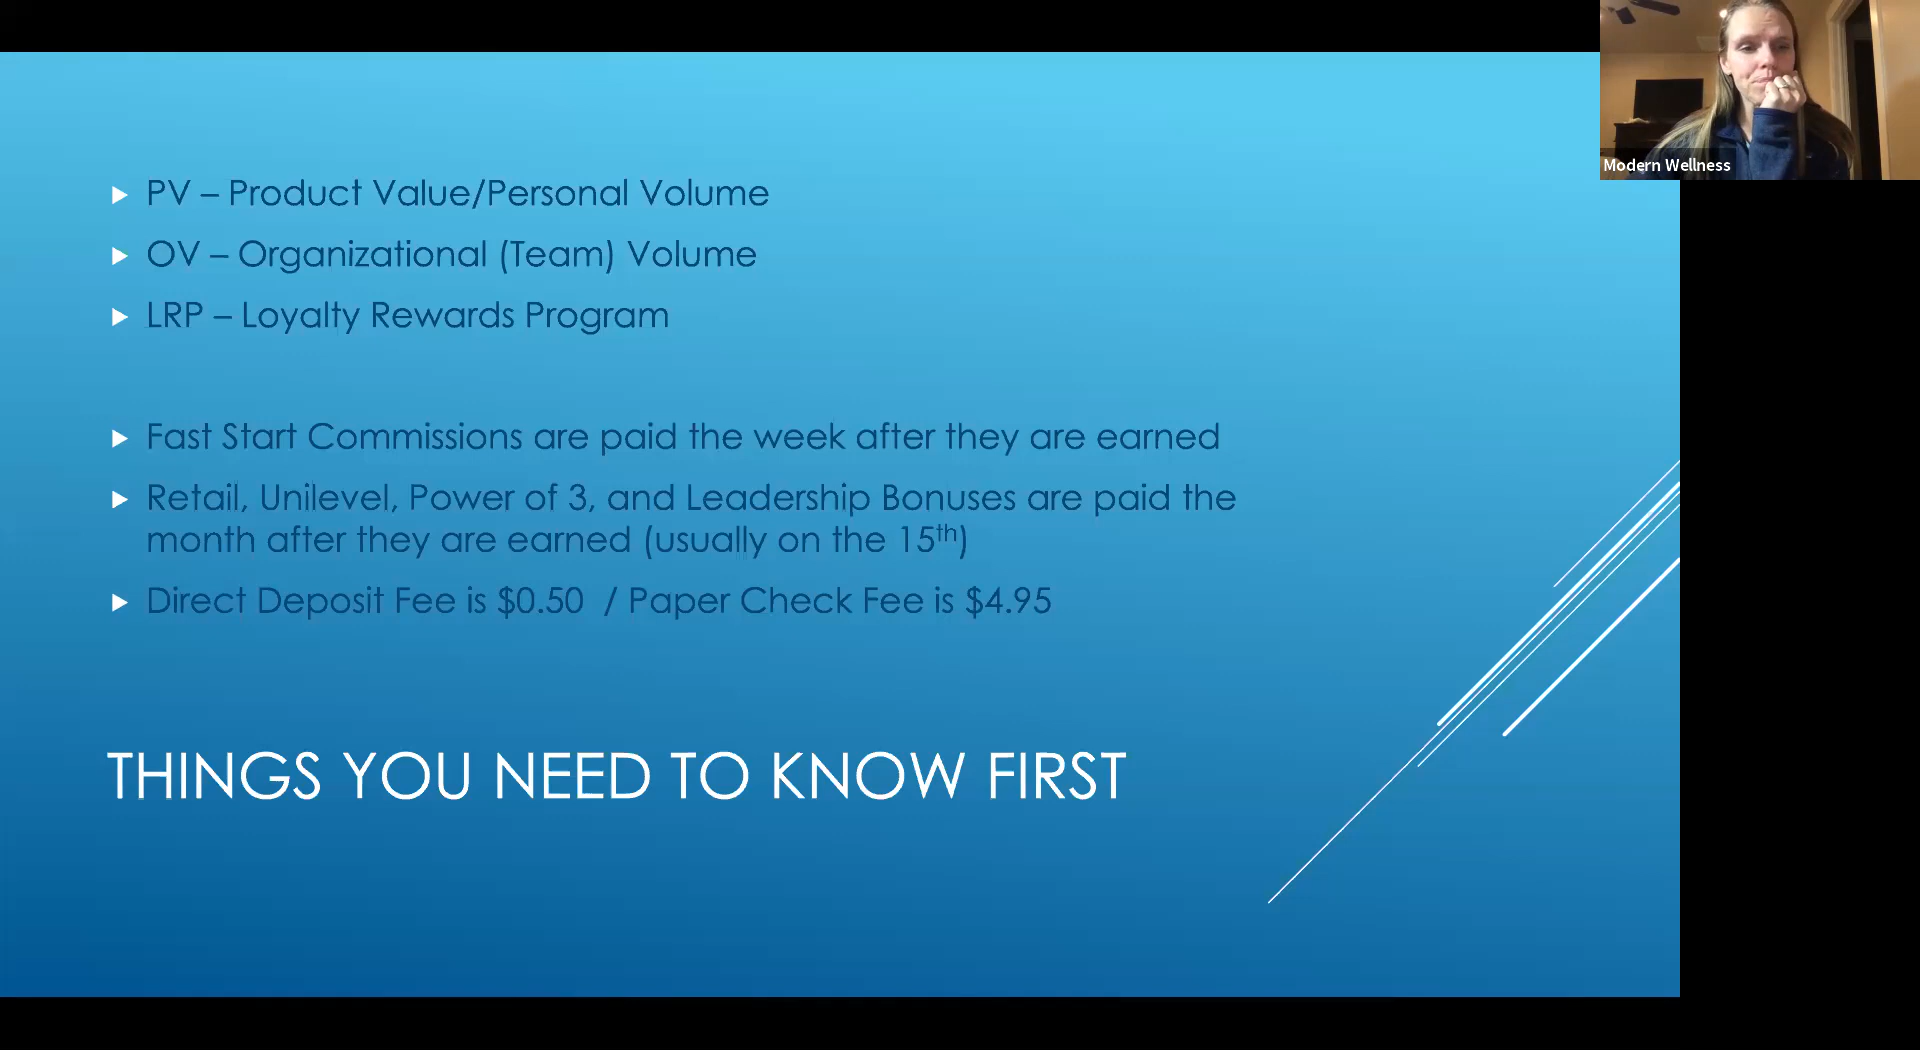 PV – Product Value/Personal Volume
OV – Organizational (Team) Volume
LRP – Loyalty Rewards Program
Fast Start Commissions are paid the week after they are earned
Retail, Unilevel, Power of 3, and Leadership Bonuses are paid the
month after they are earned (usually on the 15th)
Direct Deposit Fee is $0.50 / Paper Check Fee is $4.95
THINGS YOU NEED TO KNOW FIRST
Modern Wellness